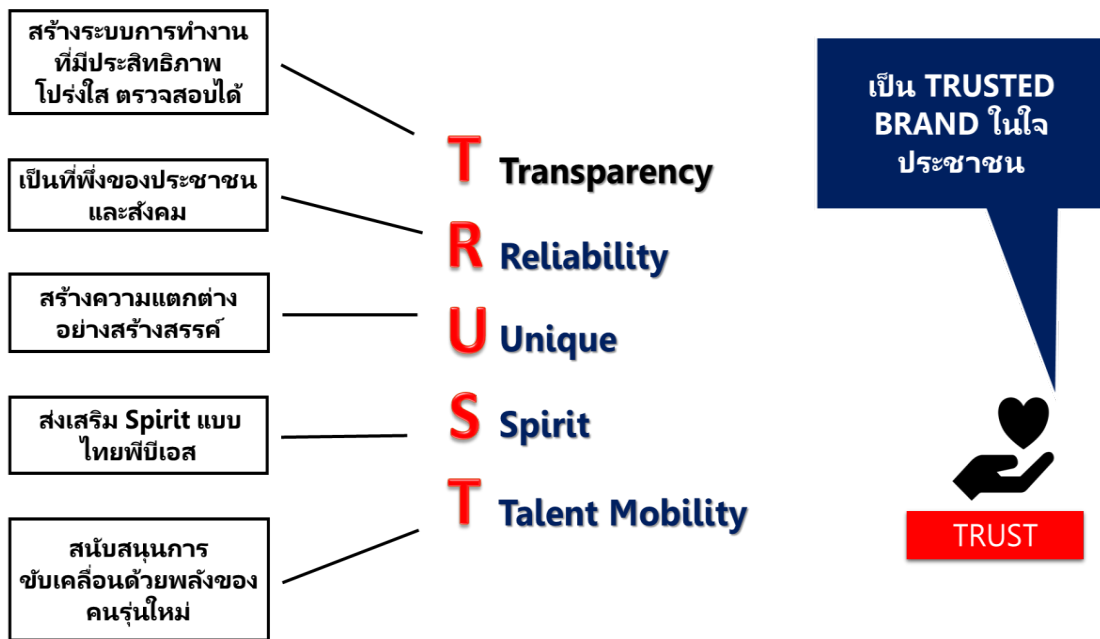 สร้างระบบการทำงาน
ที่มีประสิทธิภาพ
โปร่งใส ตรวจสอบได้
เป็นที่พึ่งของประชาชน
และสังคม
สร้างความแตกต่าง
อย่างสร้างสรรค์
ส่งเสริม Spirit แบบ
ไทยพีบีเอส
สนับสนุนการ
ขับเคลื่อนด้วยพลังของ
คนรุ่นใหม่
T Transparency
R Reliability
U Unique
S Spirit
T Talent Mobility
เป็น TRUSTED
BRAND ในใจ
ประชาชน
TRUST